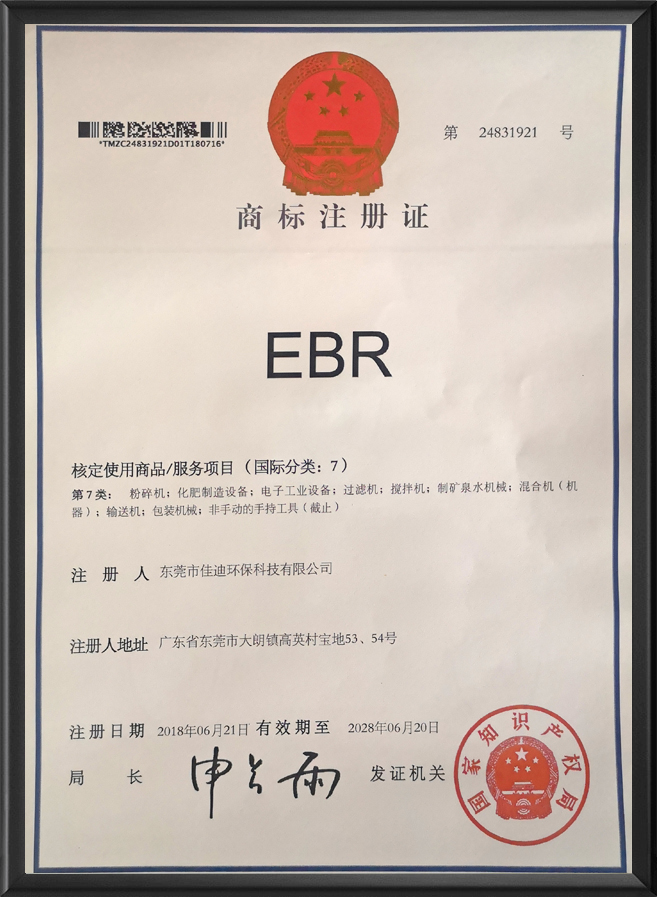 第 24831921 号
*TMZC24831921D01T180716*
商标注册证
EBR
核定使用商品/服务项目（国际分类：7）
第7类： 粉碎机；化肥制造设备；电子工业设备；过滤机；搅拌机；制矿泉水机械；混合机（机
器）；输送机；包装机械；非手动的手持工具（截止）
注 册 人 东莞市佳迪环保科技有限公司
注册人地址 广东省东莞市大朗镇高英村宝地53、54号
注册日期 2018年06月21日 有效期至 2028年06月20日
局 长 申长雨 发证机关
国家知识产权局